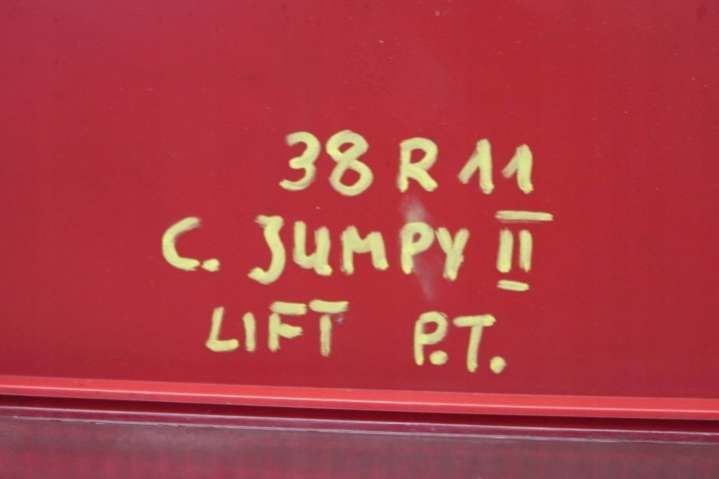 38 R 11
C. JUMPY II
LIFT P.T.